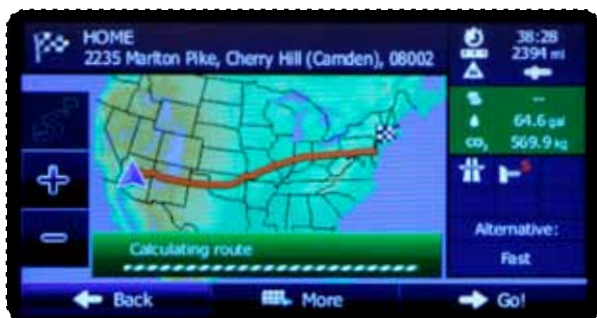 HOME
2235 Marlton Pike, Cherry Hill (Camden), 08002
38:28
2394 mi
--
64.6 gal
CO₂ 569.9 kg
Calculating route
Alternative:
Fast
Back
More
Go!